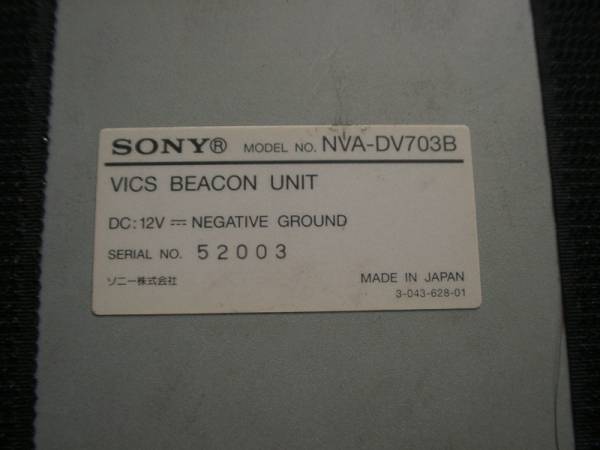 SONY® MODEL NO. NVA-DV703B
VICS BEACON UNIT
DC: 12V ⎓ NEGATIVE GROUND
SERIAL NO. 52003
ソニー株式会社 MADE IN JAPAN
3-043-628-01